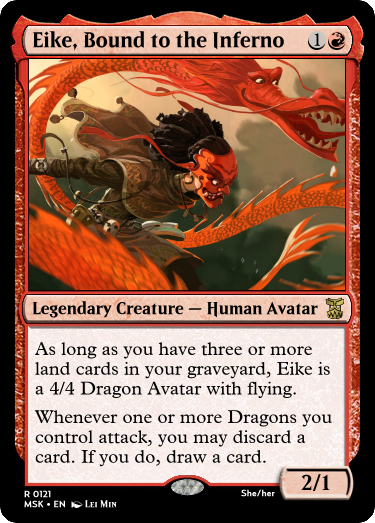 Eike, Bound to the Inferno 1
Legendary Creature — Human Avatar
As long as you have three or more
land cards in your graveyard, Eike is
a 4/4 Dragon Avatar with flying.
Whenever one or more Dragons you
control attack, you may discard a
card. If you do, draw a card.
2/1
R 0121 She/her
MSK • EN Lei Min